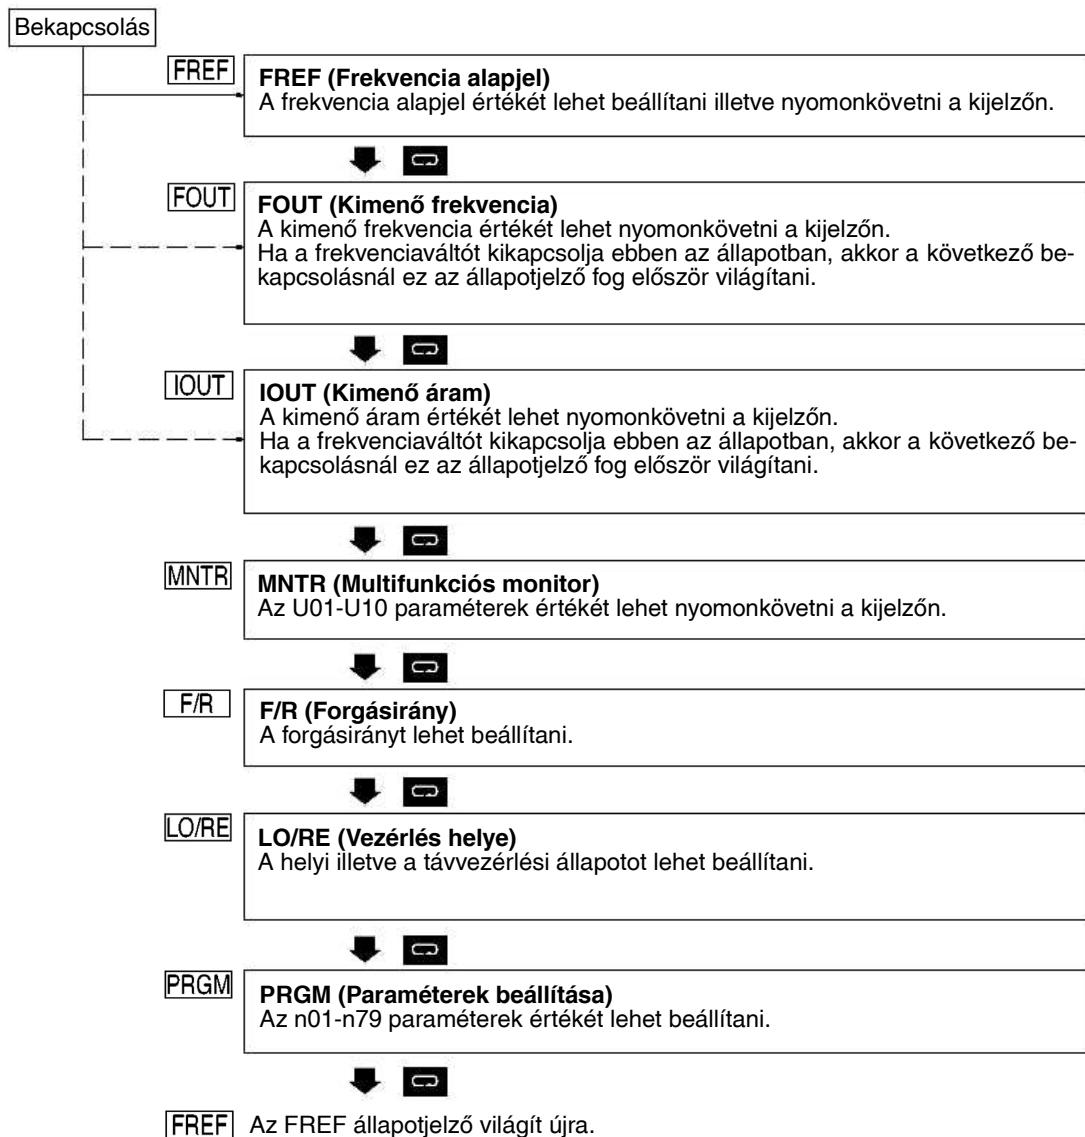 Bekapcsolás
FREF
FREF (Frekvencia alapjel)
A frekvencia alapjel értékét lehet beállítani illetve nyomonkövetni a kijelzőn.
FOUT
FOUT (Kimenő frekvencia)
A kimenő frekvencia értékét lehet nyomonkövetni a kijelzőn.
Ha a frekvenciaváltót kikapcsolja ebben az állapotban, akkor a következő be-
kapcsolásnál ez az állapotjelző fog először világítani.
IOUT
IOUT (Kimenő áram)
A kimenő áram értékét lehet nyomonkövetni a kijelzőn.
Ha a frekvenciaváltót kikapcsolja ebben az állapotban, akkor a következő be-
kapcsolásnál ez az állapotjelző fog először világítani.
MNTR
MNTR (Multifunkciós monitor)
Az U01-U10 paraméterek értékét lehet nyomonkövetni a kijelzőn.
F/R
F/R (Forgásirány)
A forgásirányt lehet beállítani.
LO/RE
LO/RE (Vezérlés helye)
A helyi illetve a távvezérlési állapotot lehet beállítani.
PRGM
PRGM (Paraméterek beállítása)
Az n01-n79 paraméterek értékét lehet beállítani.
FREF Az FREF állapotjelző világít újra.